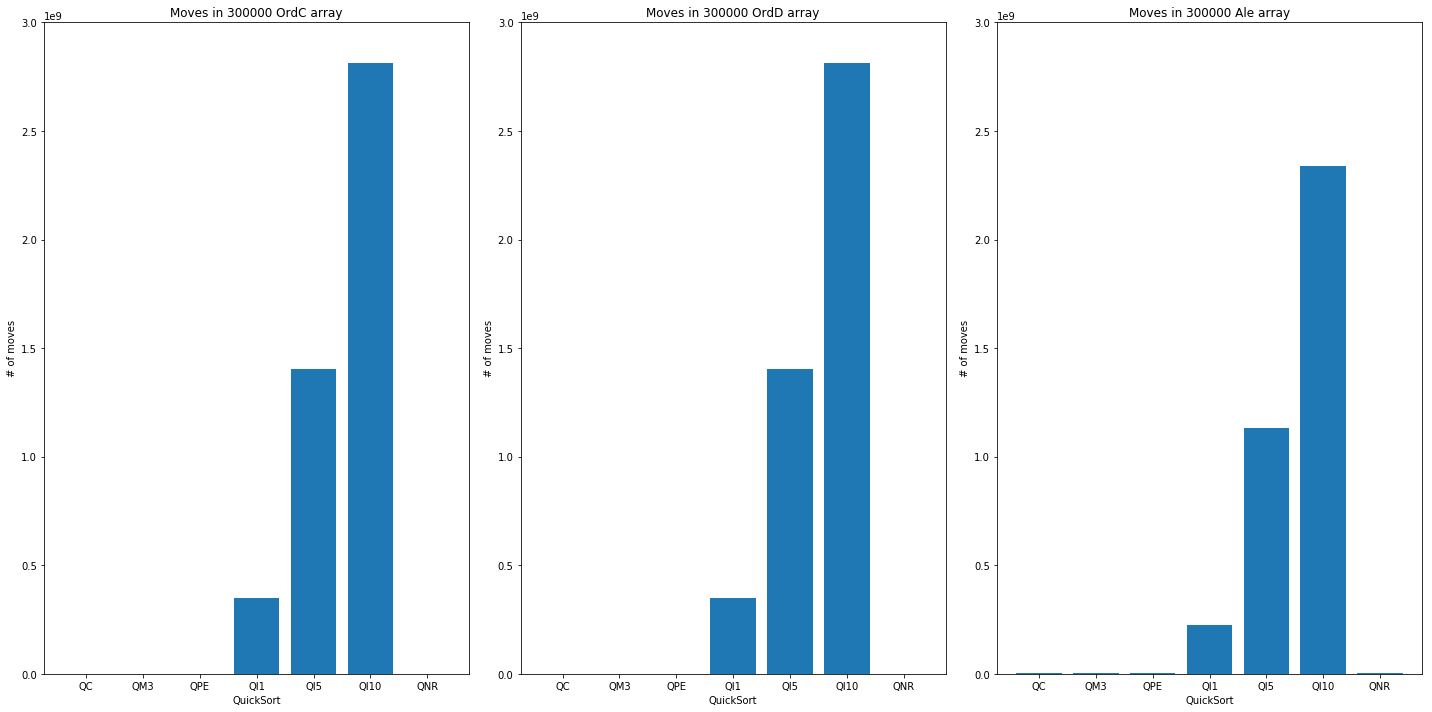 Moves in 300000 OrdC array
1e9
3.0
2.5
2.0
1.5
1.0
0.5
0.0
# of moves
QC QM3 QPE QI1 QI5 QI10 QNR
QuickSort
Moves in 300000 OrdD array
1e9
3.0
2.5
2.0
1.5
1.0
0.5
0.0
# of moves
QC QM3 QPE QI1 QI5 QI10 QNR
QuickSort
Moves in 300000 Ale array
1e9
3.0
2.5
2.0
1.5
1.0
0.5
0.0
# of moves
QC QM3 QPE QI1 QI5 QI10 QNR
QuickSort